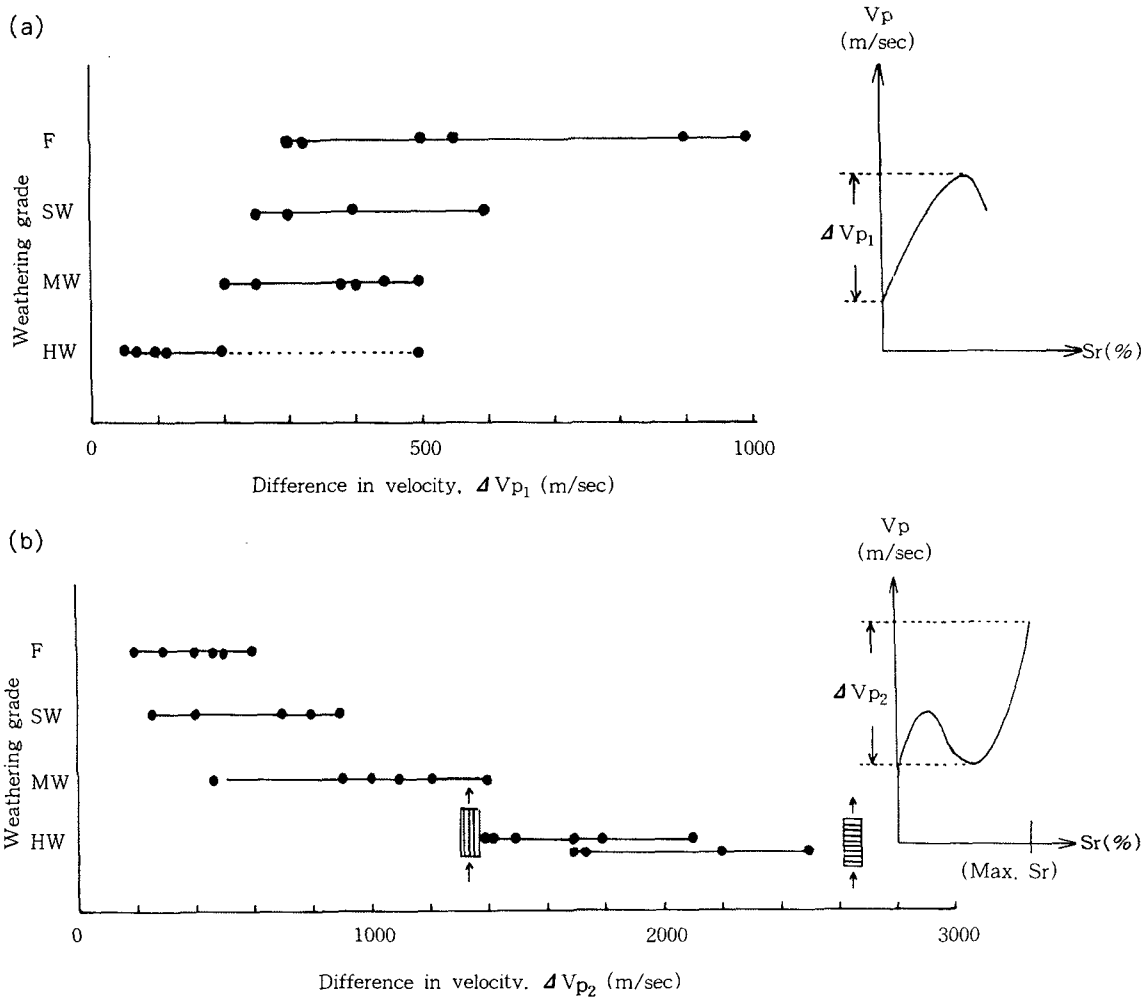 (a)
Weathering grade
F
SW
MW
HW
0 500 1000
Difference in velocity, ΔVp₁ (m/sec)
Vp
(m/sec)
ΔVp₁
Sr(%)
(b)
Weathering grade
F
SW
MW
HW
0 1000 2000 3000
Difference in velocity. ΔVp₂ (m/sec)
Vp
(m/sec)
ΔVp₂
Sr(%)
(Max. Sr)